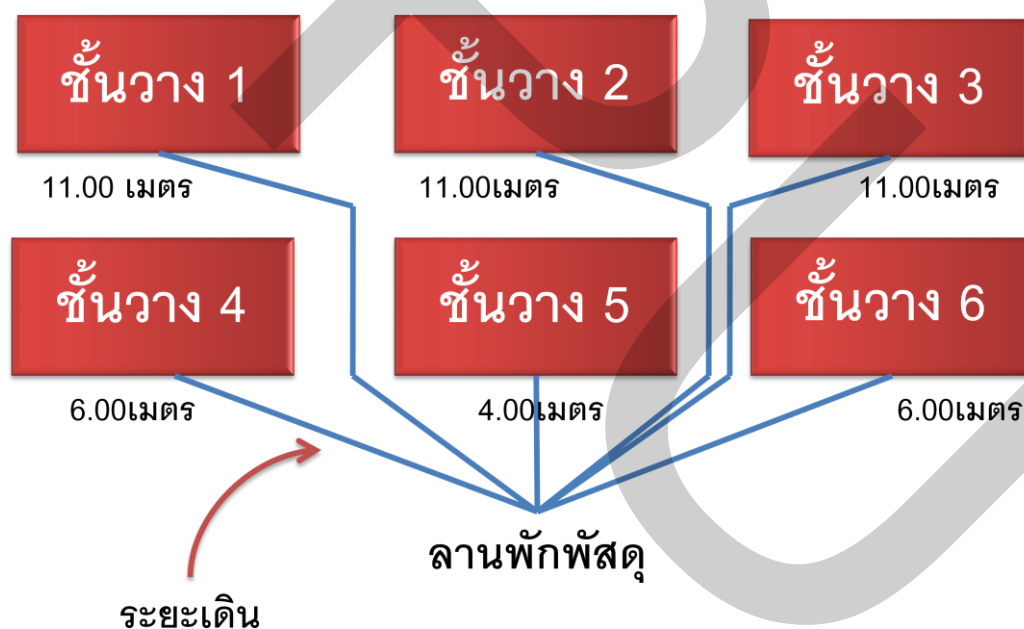 ชั้นวาง 1
ชั้นวาง 2
ชั้นวาง 3
11.00 เมตร
11.00เมตร
11.00เมตร
ชั้นวาง 4
ชั้นวาง 5
ชั้นวาง 6
6.00เมตร
4.00เมตร
6.00เมตร
ลานพักพัสดุ
ระยะเดิน